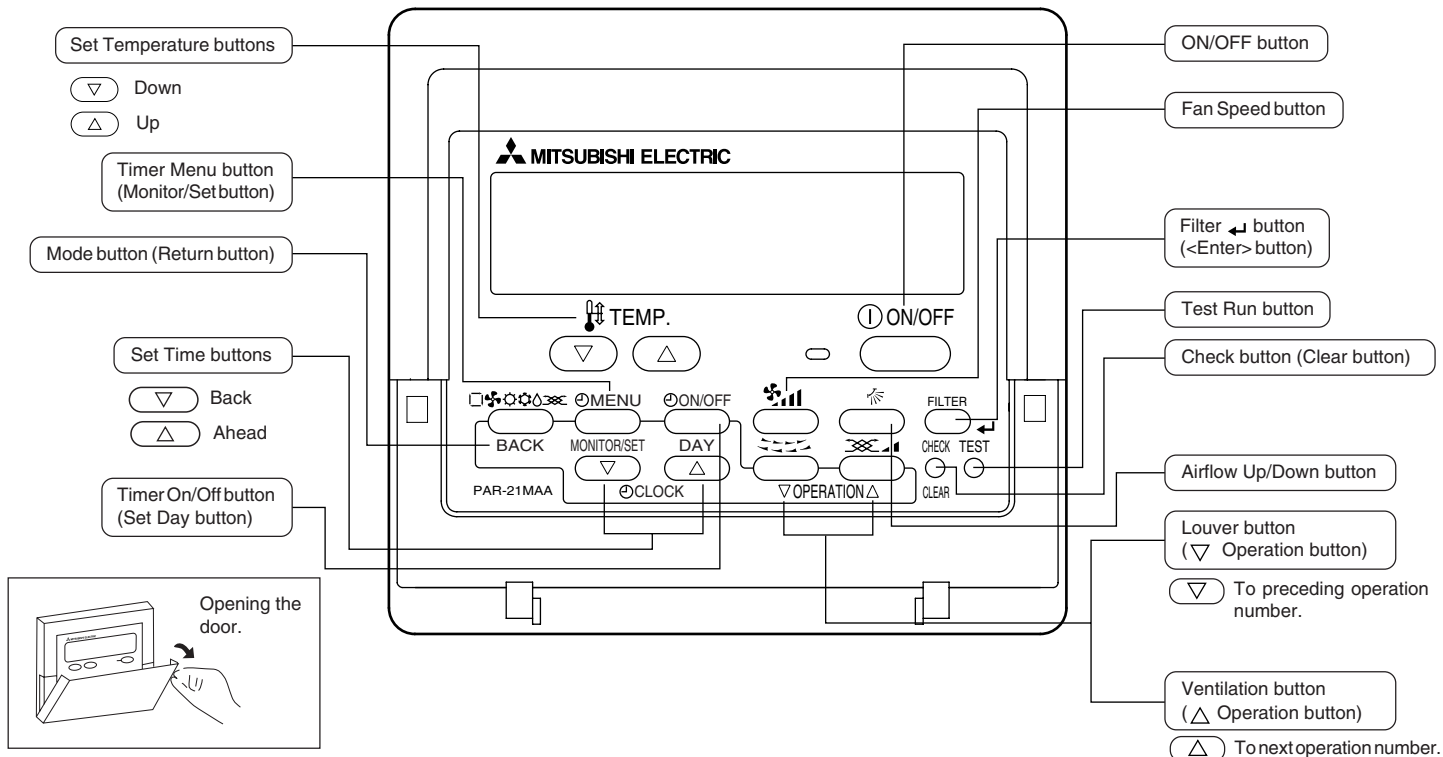 Set Temperature buttons
▽ Down
△ Up
Timer Menu button
(Monitor/Set button)
Mode button (Return button)
Set Time buttons
▽ Back
△ Ahead
Timer On/Off button
(Set Day button)
Opening the
door.
MITSUBISHI ELECTRIC
TEMP.
ON/OFF
▽ △
MENU ON/OFF FILTER
BACK MONITOR/SET DAY CHECK TEST
▽ △
PAR-21MAA CLOCK ▽ OPERATION △ CLEAR
ON/OFF button
Fan Speed button
Filter ↵ button
(<Enter> button)
Test Run button
Check button (Clear button)
Airflow Up/Down button
Louver button
(▽ Operation button)
▽ To preceding operation
number.
Ventilation button
(△ Operation button)
△ To next operation number.